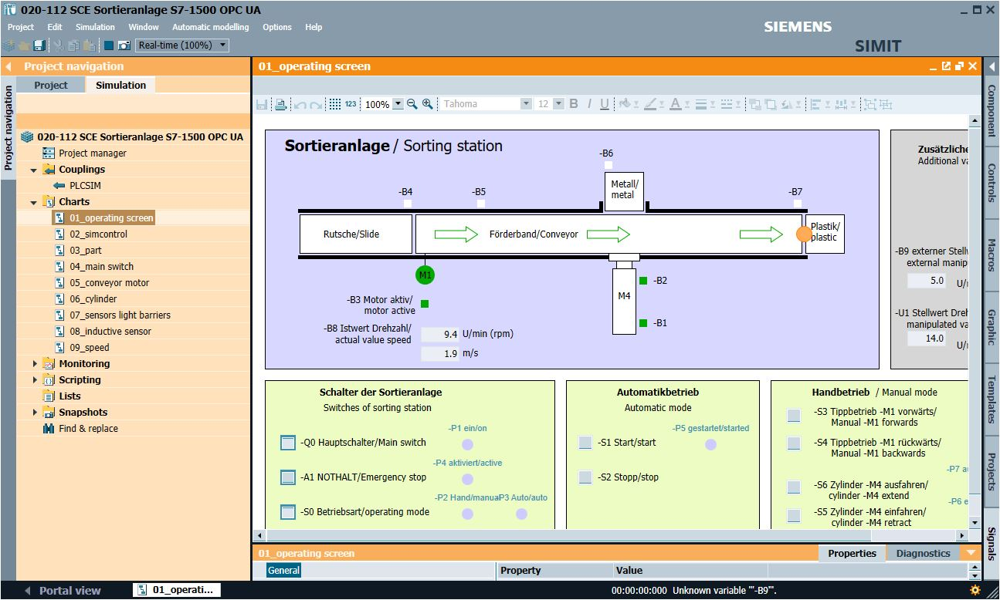 020-112 SCE Sortieranlage S7-1500 OPC UA
Project Edit Simulation Window Automatic modelling Options Help
SIEMENS
SIMIT
Real-time (100%)
Project navigation
Project Simulation
Project navigation
020-112 SCE Sortieranlage S7-1500 OPC UA
Project manager
Couplings
PLCSIM
Charts
01_operating screen
02_simcontrol
03_part
04_main switch
05_conveyor motor
06_cylinder
07_sensors light barriers
08_inductive sensor
09_speed
Monitoring
Scripting
Lists
Snapshots
Find & replace
01_operating screen
123 100% Tahoma 12 B I U A
Sortieranlage / Sorting station
-B6
-B4
-B5
Metall/
metal
-B7
Rutsche/Slide
Förderband/Conveyor
Plastik/
plastic
M1
M4
-B2
-B1
-B3 Motor aktiv/
motor active
-B8 Istwert Drehzahl/
actual value speed
9.4 U/min (rpm)
1.9 m/s
Zusätzliche
Additional va
-B9 externer Stellw
external manip
5.0 U/
-U1 Stellwert Dreh
manipulated va
14.0
U/
Schalter der Sortieranlage
Switches of sorting station
-P1 ein/on
-Q0 Hauptschalter/Main switch
-P4 aktiviert/active
-A1 NOTHALT/Emergency stop
-P2 Hand/manual -P3 Auto/auto
-S0 Betriebsart/operating mode
Automatikbetrieb
Automatic mode
-P5 gestartet/started
-S1 Start/start
-S2 Stopp/stop
Handbetrieb / Manual mode
-S3 Tippbetrieb -M1 vorwärts/
Manual -M1 forwards
-S4 Tippbetrieb -M1 rückwärts/
Manual -M1 backwards
-P7 a
-S6 Zylinder -M4 ausfahren/
cylinder -M4 extend
-P6 e
-S5 Zylinder -M4 einfahren/
cylinder -M4 retract
Component
Controls
Macros
Graphic
Templates
Projects
Signals
01_operating screen
Properties Diagnostics
General
Property Value
Portal view
01_operati...
00:00:00:000 Unknown variable '"-B9"'.